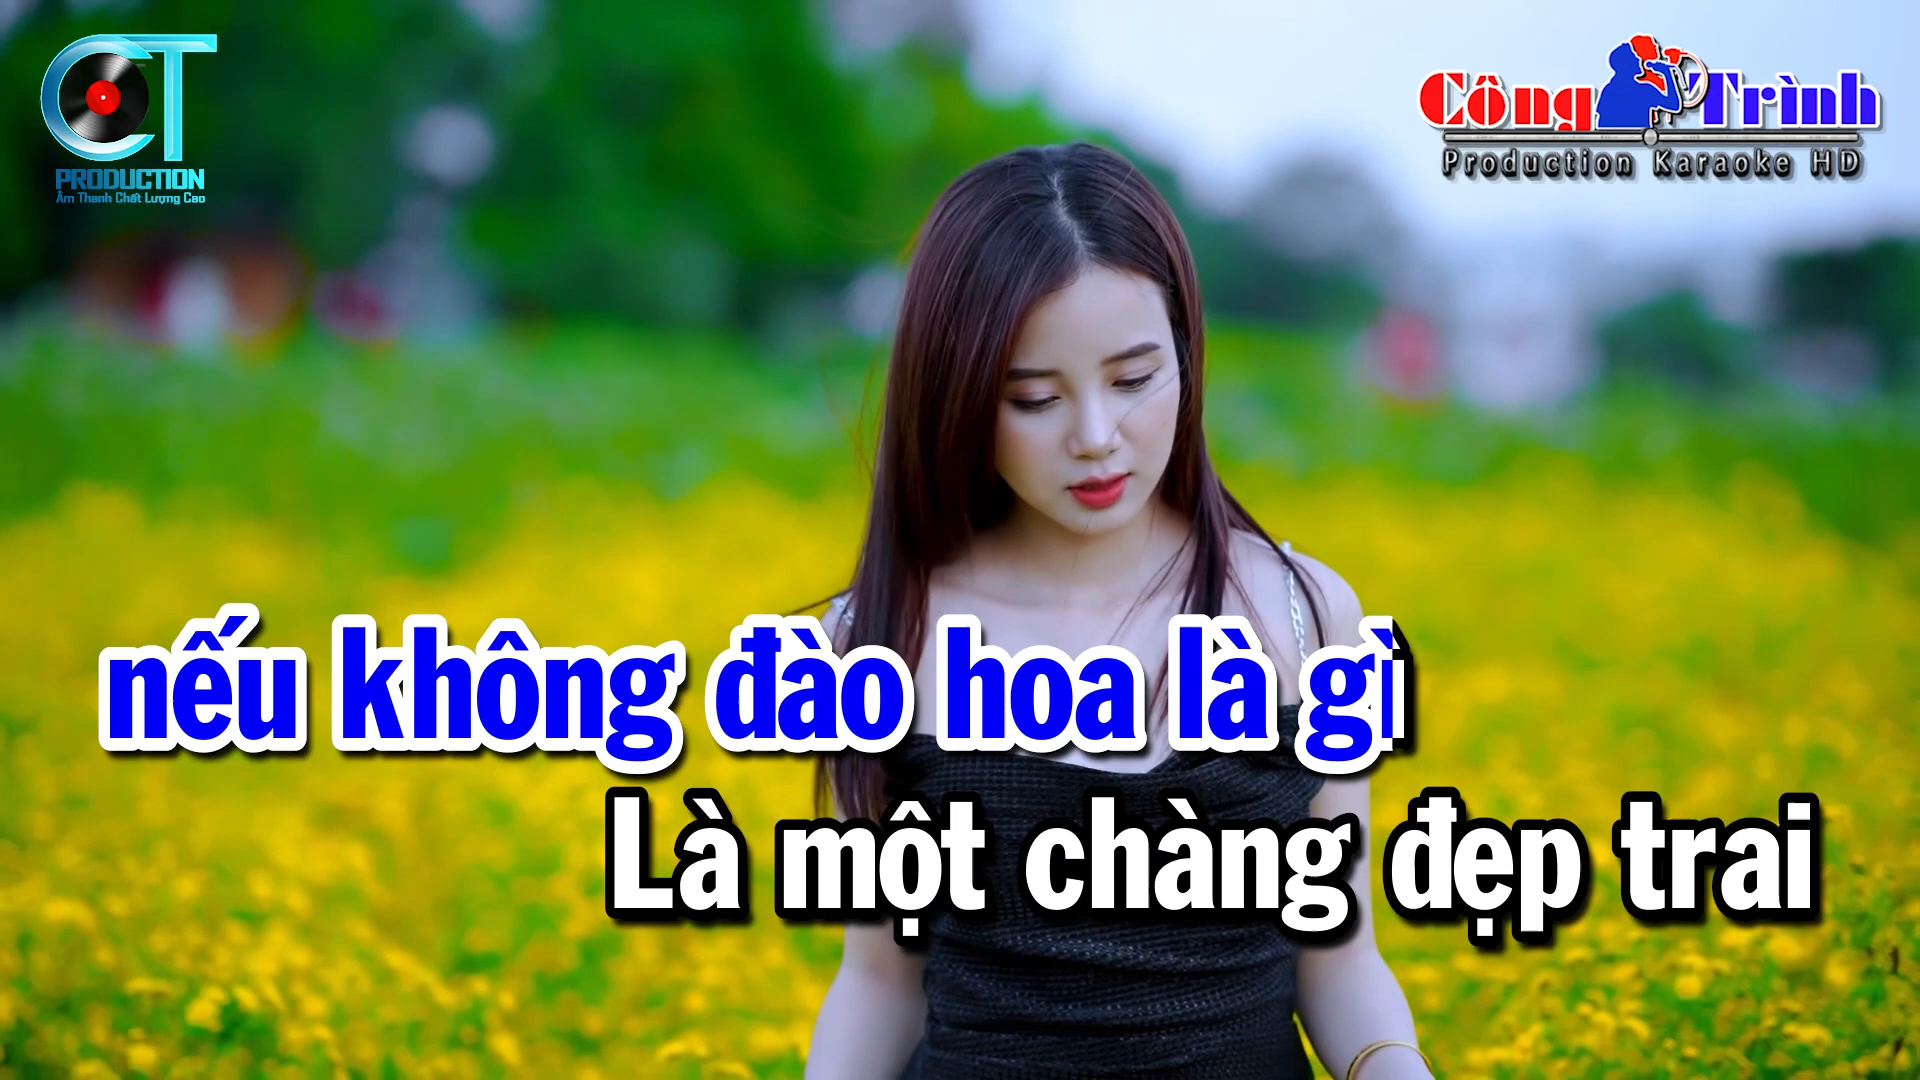 CT
PRODUCTION
Âm Thanh Chất Lượng Cao
Công Trình
Production Karaoke HD
nếu không đào hoa là gì
Là một chàng đẹp trai